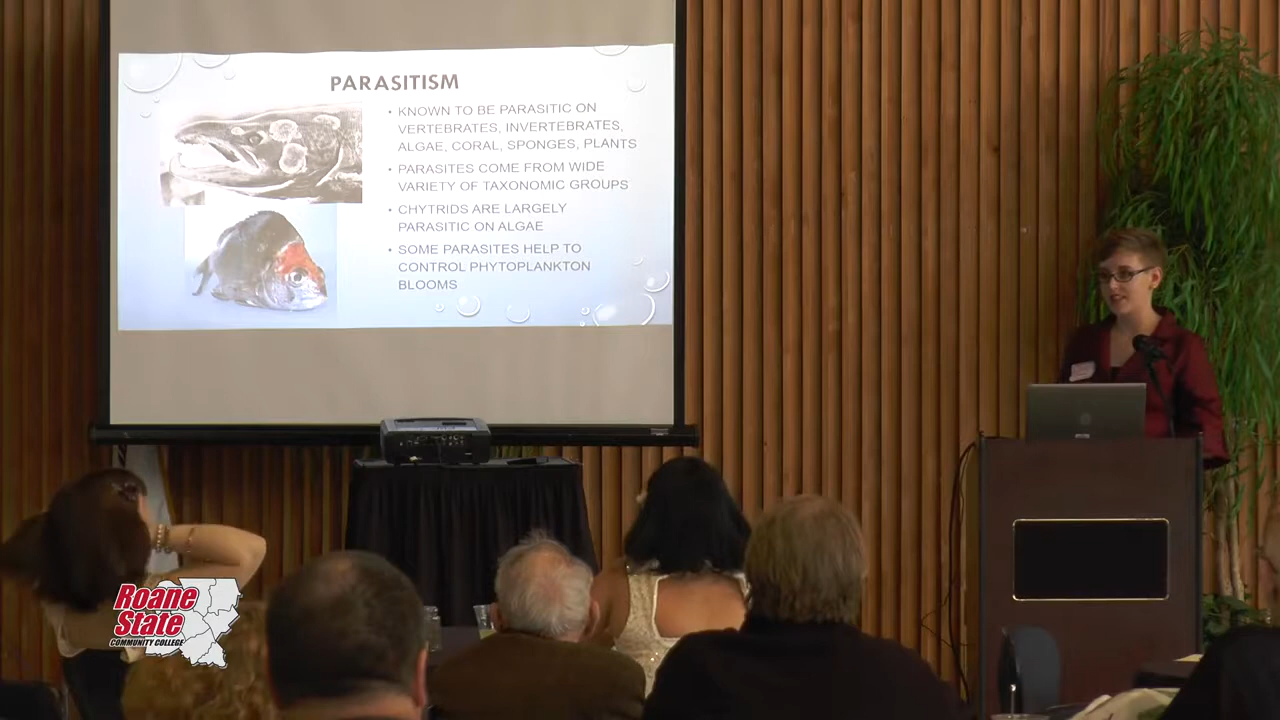 PARASITISM
• KNOWN TO BE PARASITIC ON
VERTEBRATES, INVERTEBRATES,
ALGAE, CORAL, SPONGES, PLANTS
• PARASITES COME FROM WIDE
VARIETY OF TAXONOMIC GROUPS
• CHYTRIDS ARE LARGELY
PARASITIC ON ALGAE
• SOME PARASITES HELP TO
CONTROL PHYTOPLANKTON
BLOOMS
Roane
State
COMMUNITY COLLEGE